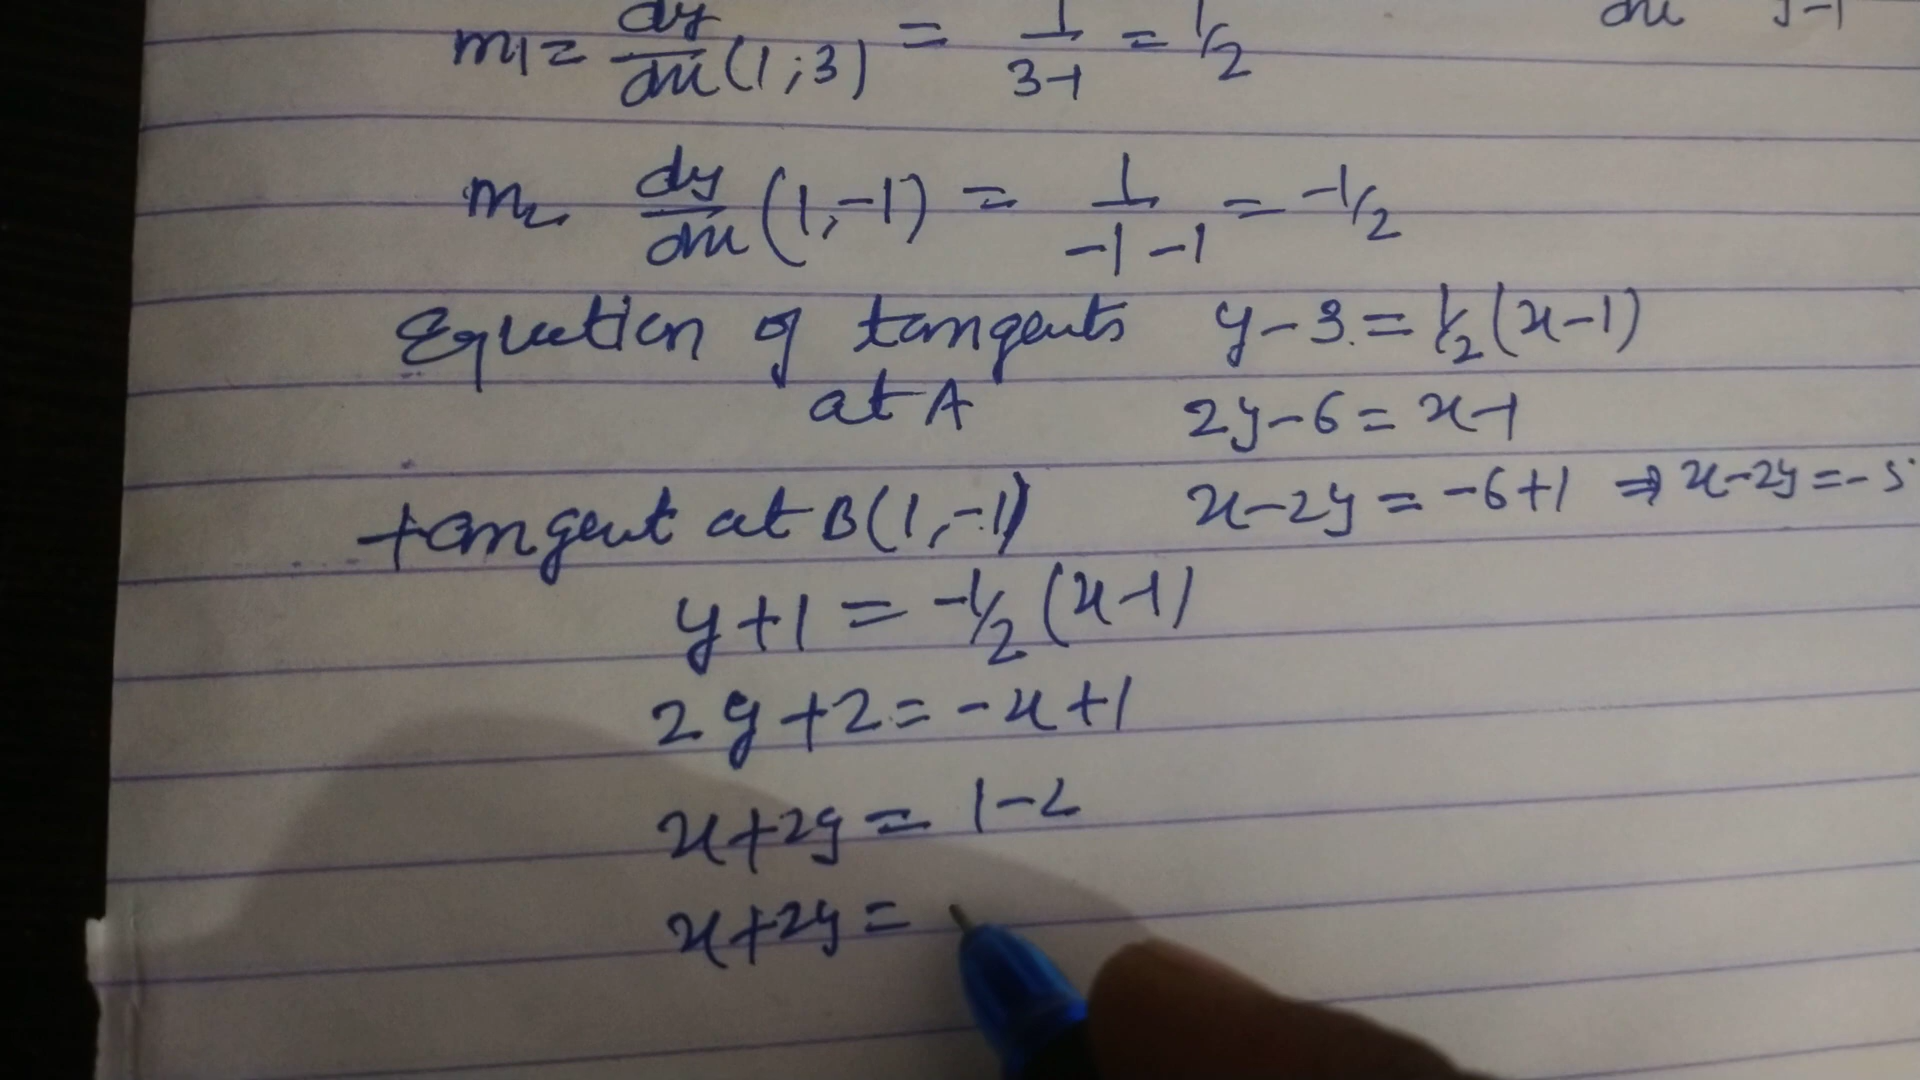 m1 = dy/dx (1,3) = 1/3-1 = 1/2
dx y-1
m2 dy/dx (1,-1) = 1/-1-1 = -1/2
Equation of tangents y-3 = 1/2(x-1)
at A 2y-6 = x-1
tangent at B(1,-1) x-2y = -6+1 ⇒ x-2y = -5
y+1 = -1/2 (x-1)
2y+2 = -x+1
x+2y = 1-2
x+2y =